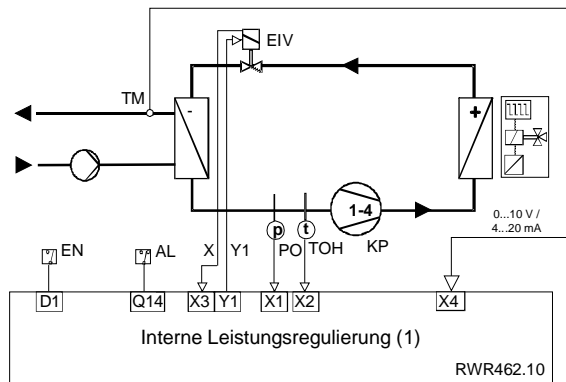 EIV
TM
-
+
1-4
0...10 V /
4...20 mA
p
t
X
Y1
PO
TOH
KP
EN
AL
D1
Q14
X3
Y1
X1
X2
X4
Interne Leistungsregulierung (1)
RWR462.10